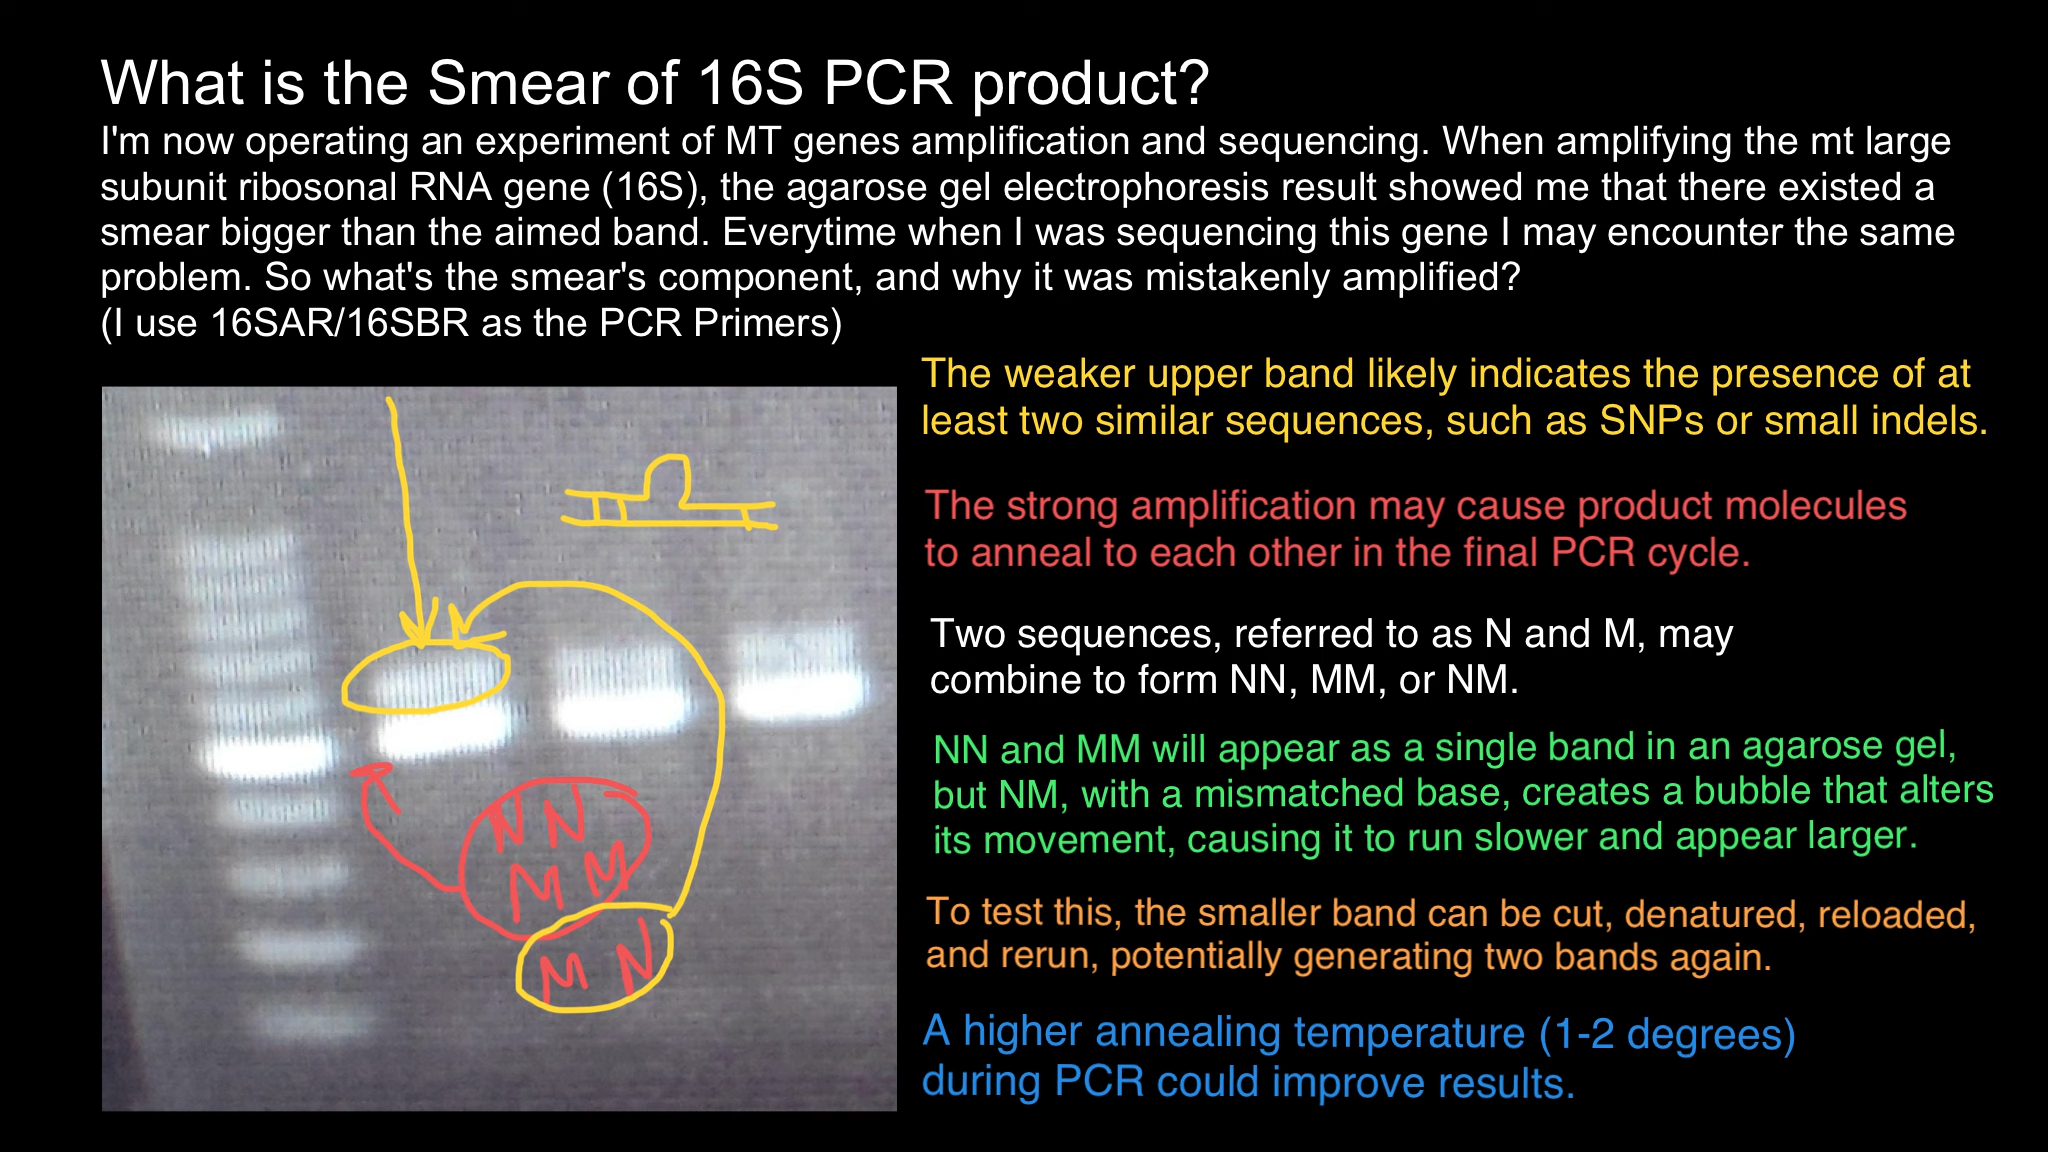 What is the Smear of 16S PCR product?
I'm now operating an experiment of MT genes amplification and sequencing. When amplifying the mt large
subunit ribosonal RNA gene (16S), the agarose gel electrophoresis result showed me that there existed a
smear bigger than the aimed band. Everytime when I was sequencing this gene I may encounter the same
problem. So what's the smear's component, and why it was mistakenly amplified?
(I use 16SAR/16SBR as the PCR Primers)
The weaker upper band likely indicates the presence of at
least two similar sequences, such as SNPs or small indels.
The strong amplification may cause product molecules
to anneal to each other in the final PCR cycle.
Two sequences, referred to as N and M, may
combine to form NN, MM, or NM.
NN and MM will appear as a single band in an agarose gel,
but NM, with a mismatched base, creates a bubble that alters
its movement, causing it to run slower and appear larger.
To test this, the smaller band can be cut, denatured, reloaded,
and rerun, potentially generating two bands again.
A higher annealing temperature (1-2 degrees)
during PCR could improve results.
N N
M M
M N